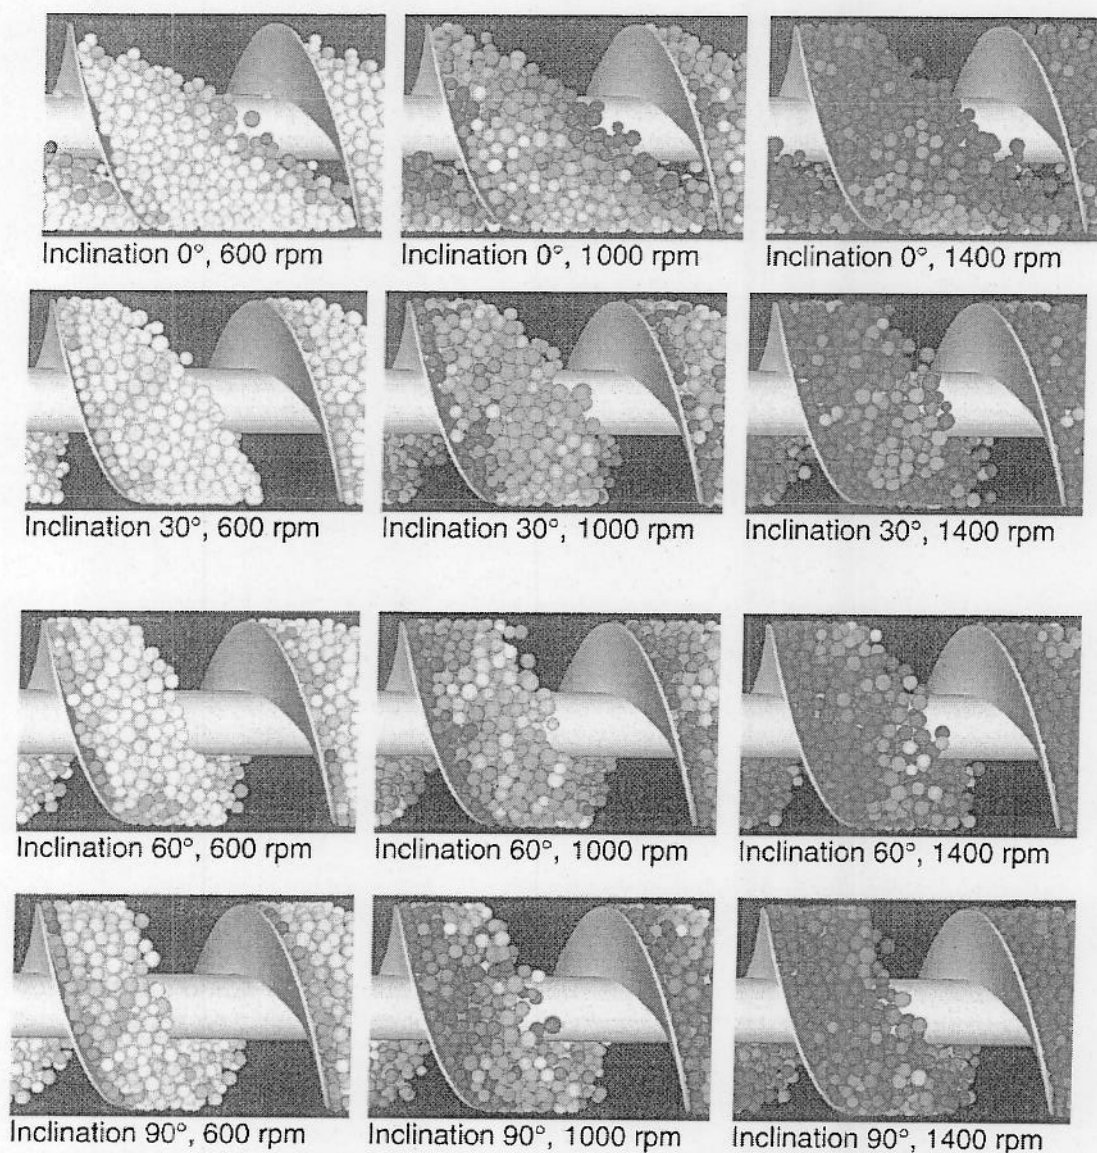 Inclination 0°, 600 rpm
Inclination 0°, 1000 rpm
Inclination 0°, 1400 rpm
Inclination 30°, 600 rpm
Inclination 30°, 1000 rpm
Inclination 30°, 1400 rpm
Inclination 60°, 600 rpm
Inclination 60°, 1000 rpm
Inclination 60°, 1400 rpm
Inclination 90°, 600 rpm
Inclination 90°, 1000 rpm
Inclination 90°, 1400 rpm